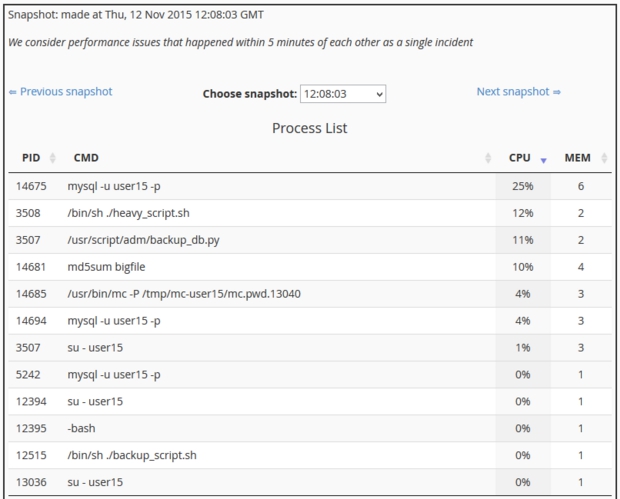 Snapshot: made at Thu, 12 Nov 2015 12:08:03 GMT
We consider performance issues that happened within 5 minutes of each other as a single incident
⇐ Previous snapshot Choose snapshot: 12:08:03 Next snapshot ⇒
Process List
PID CMD CPU MEM
14675 mysql -u user15 -p 25% 6
3508 /bin/sh ./heavy_script.sh 12% 2
3507 /usr/script/adm/backup_db.py 11% 2
14681 md5sum bigfile 10% 4
14685 /usr/bin/mc -P /tmp/mc-user15/mc.pwd.13040 4% 3
14694 mysql -u user15 -p 4% 3
3507 su - user15 1% 3
5242 mysql -u user15 -p 0% 1
12394 su - user15 0% 1
12395 -bash 0% 1
12515 /bin/sh ./backup_script.sh 0% 1
13036 su - user15 0% 1